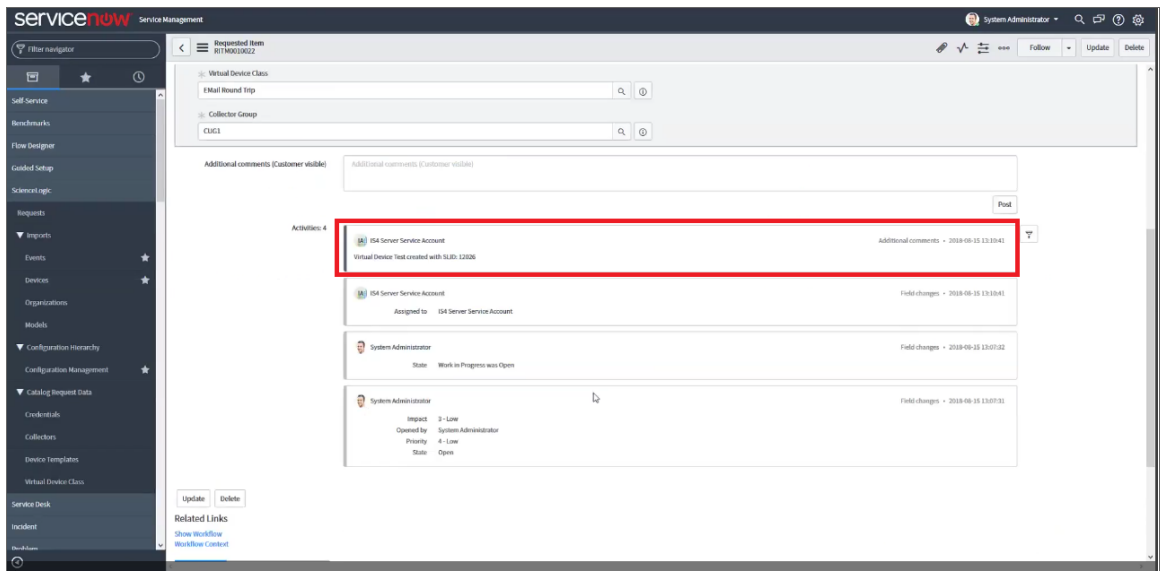 servicenow Service Management
System Administrator
Filter navigator
Requested Item
RITM0010022
Follow
Update
Delete
Self-Service
Benchmarks
Flow Designer
Guided Setup
ScienceLogic
Requests
Imports
Events
Devices
Organizations
Models
Configuration Hierarchy
Configuration Management
Catalog Request Data
Credentials
Collectors
Device Templates
Virtual Device Class
Service Desk
Incident
Problem
Virtual Device Class
EMail Round Trip
Collector Group
CUG1
Additional comments (Customer visible)
Additional comments (Customer visible)
Post
Activities: 4
IS4 Server Service Account
Additional comments • 2018-08-15 13:10:41
Virtual Device Test created with SLID: 12026
IS4 Server Service Account
Field changes • 2018-08-15 13:10:41
Assigned to IS4 Server Service Account
System Administrator
Field changes • 2018-08-15 13:07:32
State Work in Progress was Open
System Administrator
Field changes • 2018-08-15 13:07:31
Impact 3 - Low
Opened by System Administrator
Priority 4 - Low
State Open
Update
Delete
Related Links
Show Workflow
Workflow Context